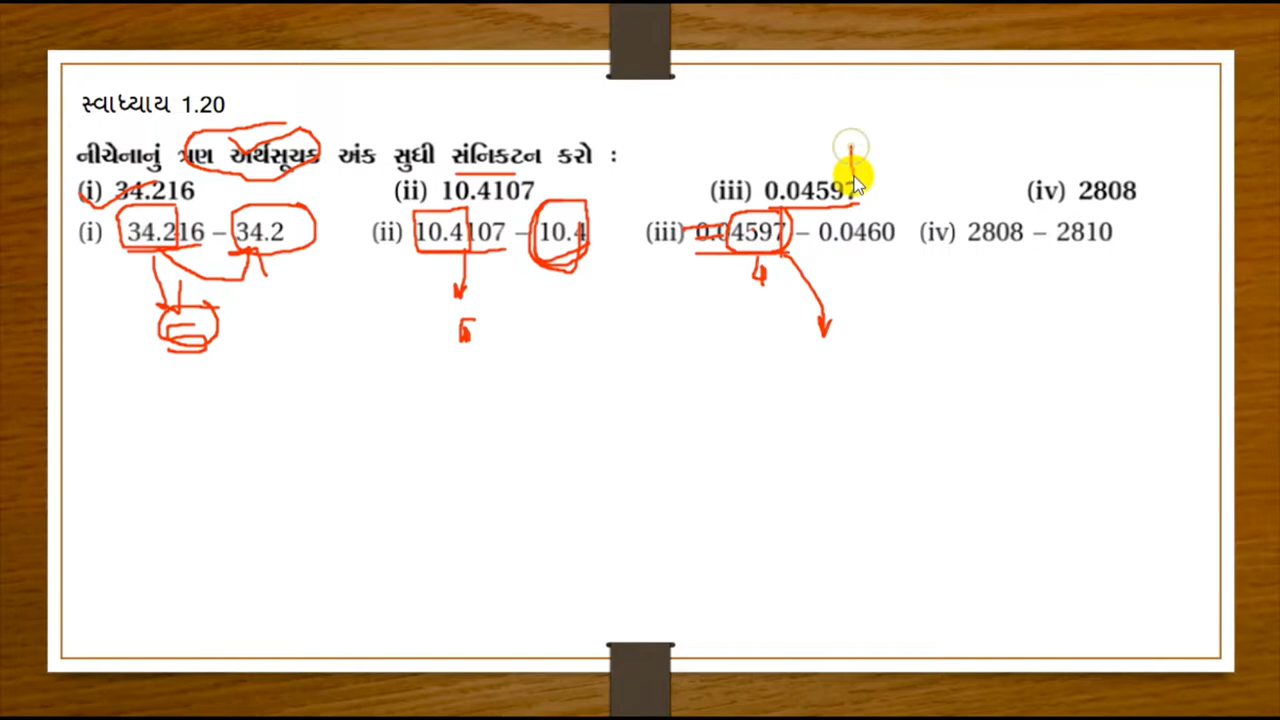 સ્વાધ્યાય 1.20
નીચેનાનું ત્રણ અર્થસૂચક અંક સુધી સંનિકટન કરો :
(i) 34.216 (ii) 10.4107 (iii) 0.04597 (iv) 2808
(i) 34.216 – 34.2 (ii) 10.4107 – 10.4 (iii) 0.04597 – 0.0460 (iv) 2808 – 2810
4